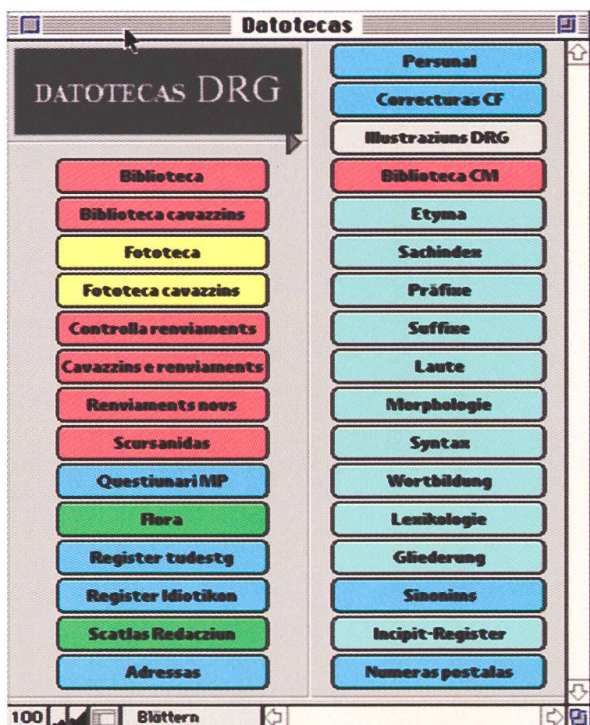 Datotecas
DATOTECAS DRG
Biblioteca
Biblioteca cavazzins
Fototeca
Fototeca cavazzins
Controlla renviaments
Cavazzins e renviaments
Renviaments novs
Scursanidas
Questiunari MP
Flora
Register tudestg
Register Idiotikon
Scatlas Redacziun
Adressas
Persunal
Correcturas CF
Illustraziuns DRG
Biblioteca CM
Etyma
Sachindex
Präfixe
Suffixe
Laute
Morphologie
Syntax
Wortbildung
Lexikologie
Gliederung
Sinonims
Incipit-Register
Numeras postalas
100
Blättern